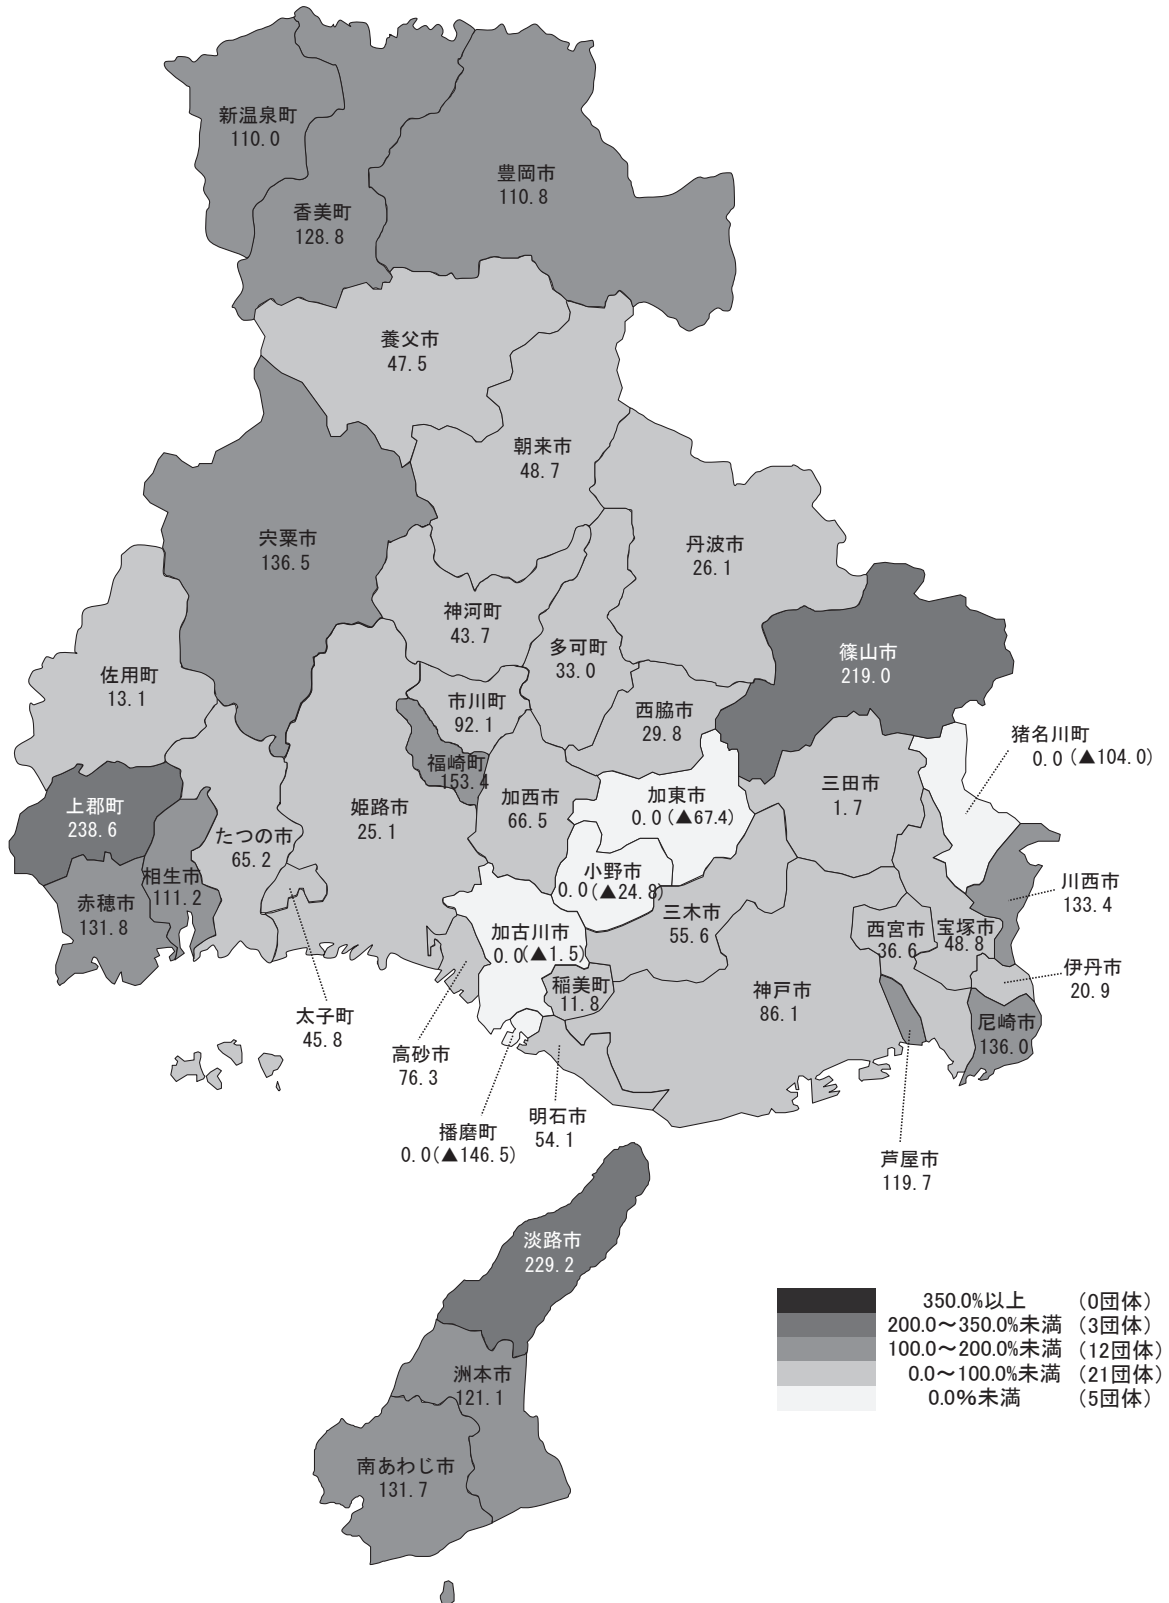 新温泉町
110.0
豊岡市
110.8
香美町
128.8
養父市
47.5
朝来市
48.7
宍粟市
136.5
丹波市
26.1
神河町
43.7
多可町
33.0
篠山市
219.0
佐用町
13.1
市川町
92.1
西脇市
29.8
猪名川町
0.0(▲104.0)
福崎町
153.4
三田市
1.7
加西市
66.5
加東市
0.0(▲67.4)
上郡町
238.6
姫路市
25.1
たつの市
65.2
相生市
111.2
小野市
0.0(▲24.8)
川西市
133.4
赤穂市
131.8
三木市
55.6
加古川市
0.0(▲1.5)
西宮市
36.6
宝塚市
48.8
伊丹市
20.9
稲美町
11.8
神戸市
86.1
太子町
45.8
尼崎市
136.0
高砂市
76.3
明石市
54.1
播磨町
0.0(▲146.5)
芦屋市
119.7
淡路市
229.2
350.0%以上 (0団体)
200.0〜350.0%未満 (3団体)
100.0〜200.0%未満 (12団体)
0.0〜100.0%未満 (21団体)
0.0%未満 (5団体)
洲本市
121.1
南あわじ市
131.7